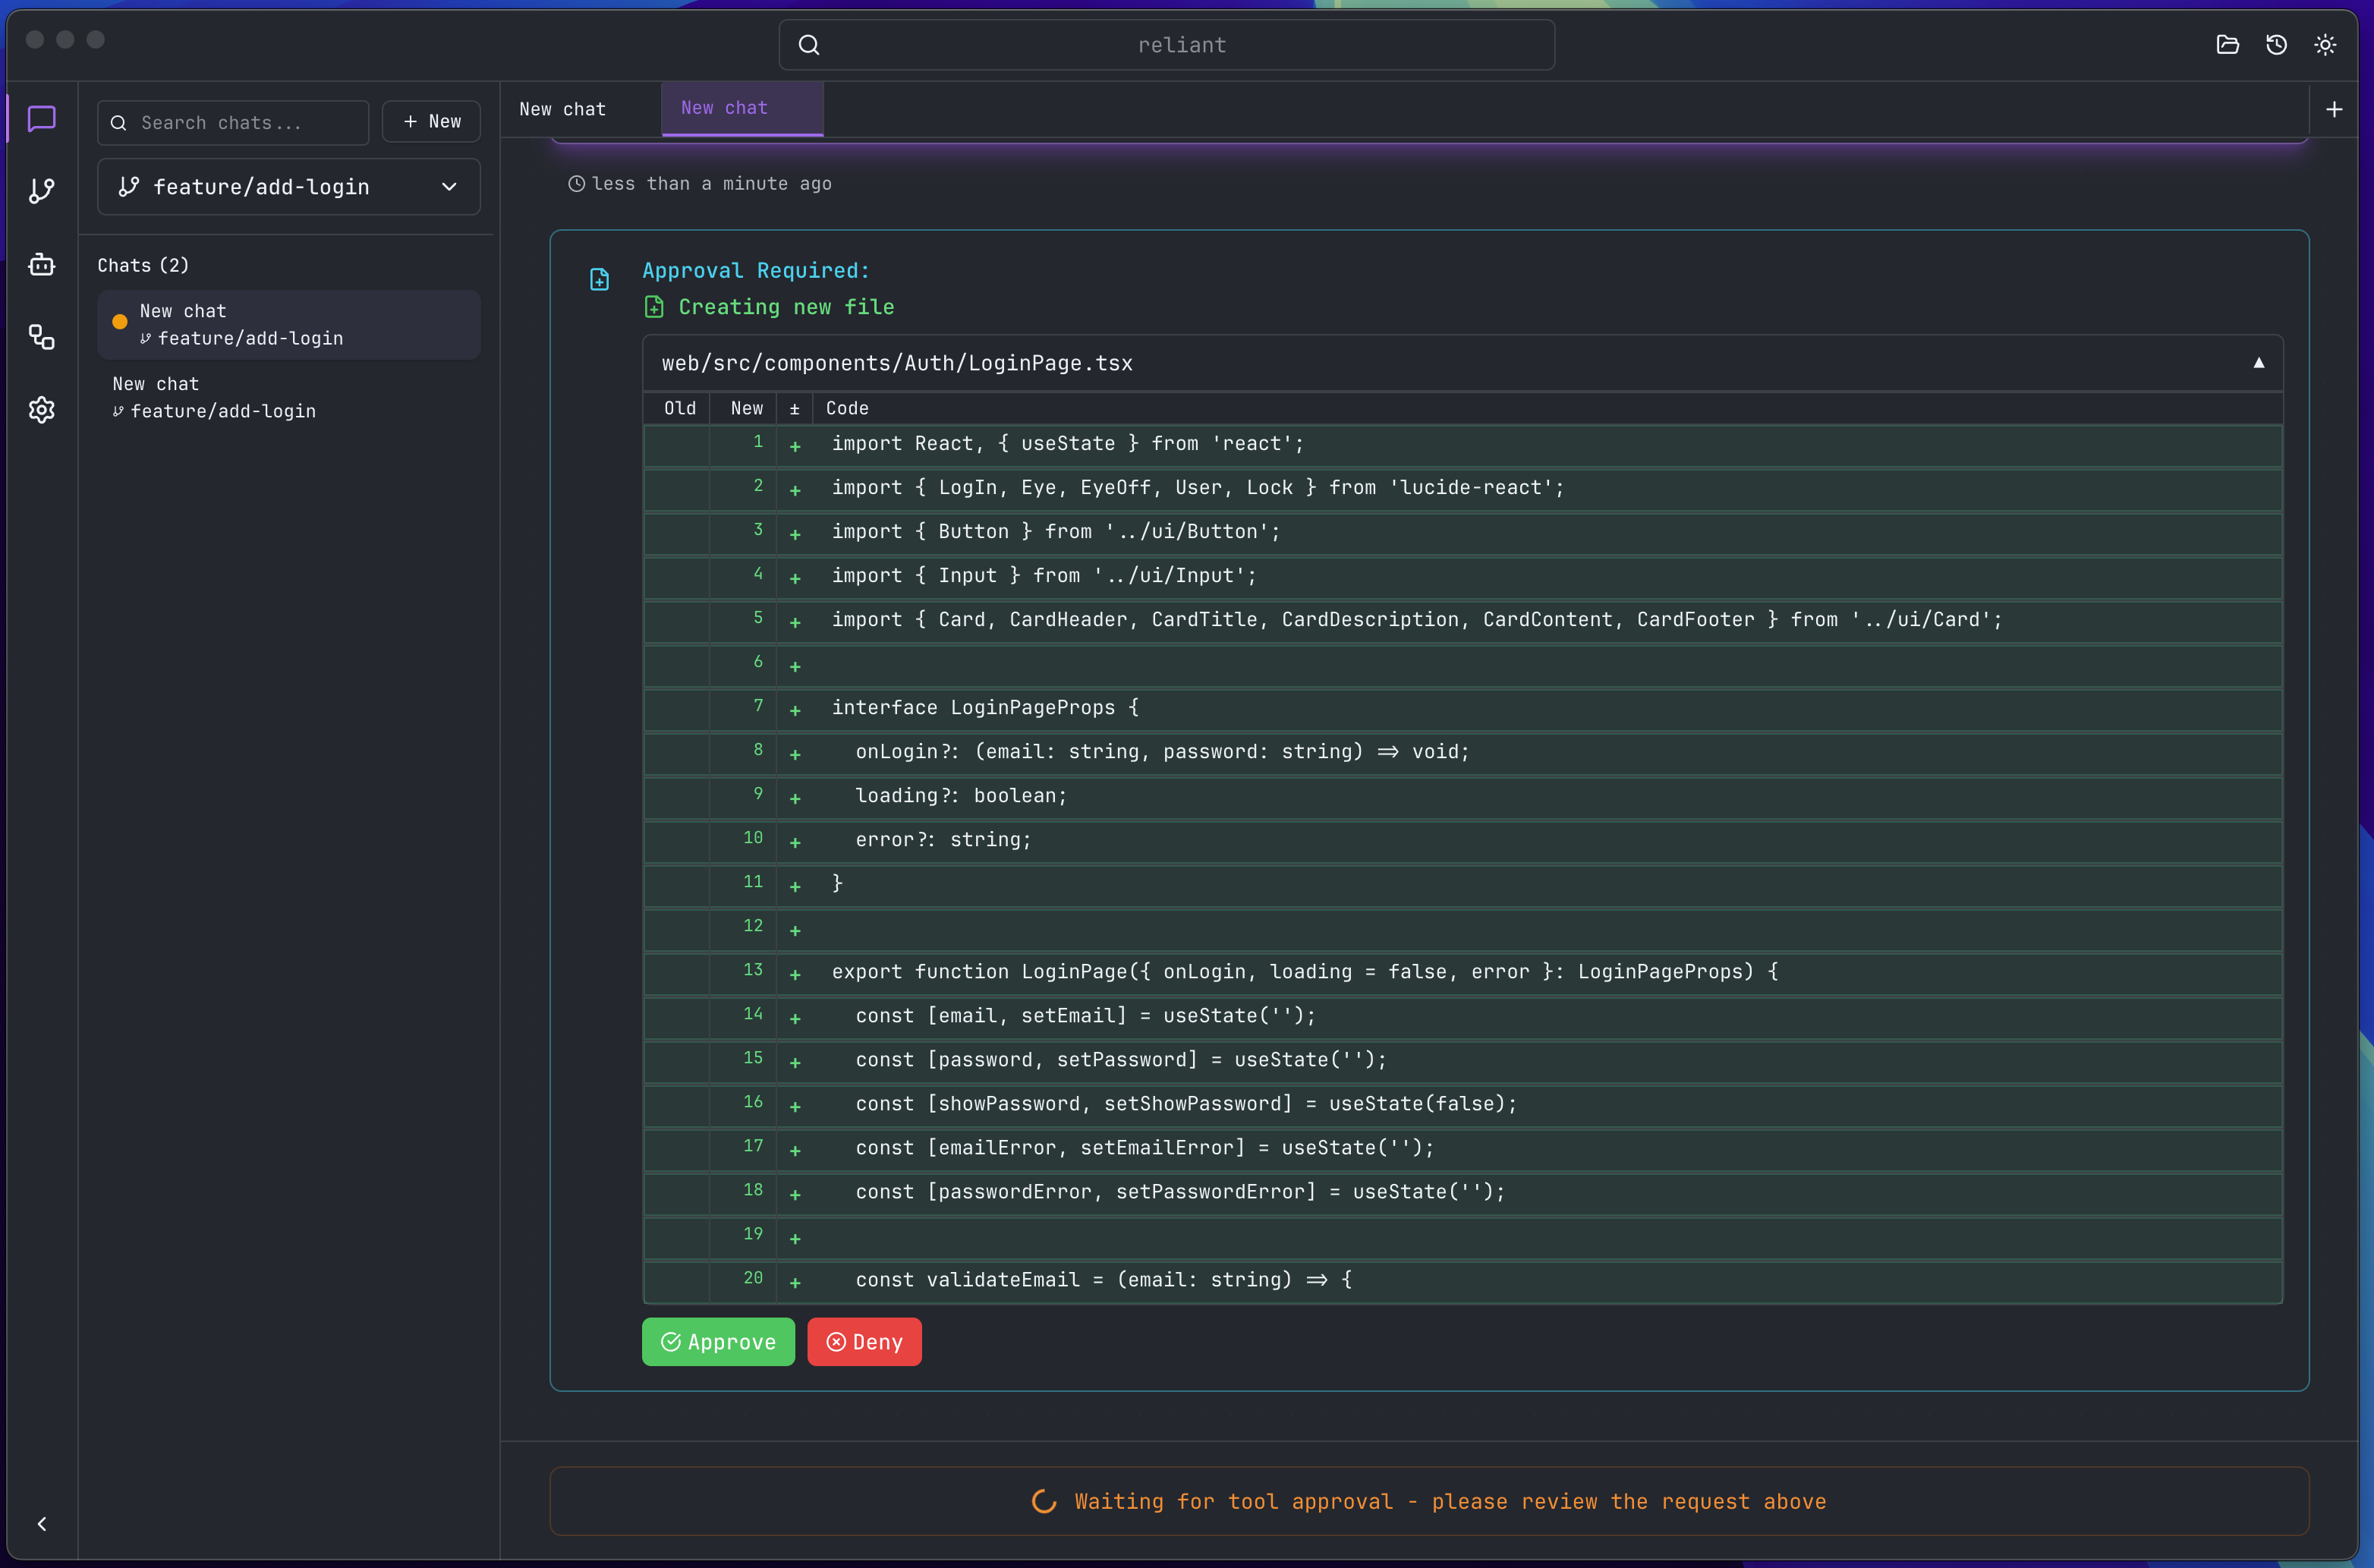 reliant
Search chats...
+ New
feature/add-login
Chats (2)
New chat
feature/add-login
New chat
feature/add-login
New chat
New chat
+
less than a minute ago
Approval Required:
Creating new file
web/src/components/Auth/LoginPage.tsx ▲
Old New ± Code
1 + import React, { useState } from 'react';
2 + import { LogIn, Eye, EyeOff, User, Lock } from 'lucide-react';
3 + import { Button } from '../ui/Button';
4 + import { Input } from '../ui/Input';
5 + import { Card, CardHeader, CardTitle, CardDescription, CardContent, CardFooter } from '../ui/Card';
6 +
7 + interface LoginPageProps {
8 + onLogin?: (email: string, password: string) => void;
9 + loading?: boolean;
10 + error?: string;
11 + }
12 +
13 + export function LoginPage({ onLogin, loading = false, error }: LoginPageProps) {
14 + const [email, setEmail] = useState('');
15 + const [password, setPassword] = useState('');
16 + const [showPassword, setShowPassword] = useState(false);
17 + const [emailError, setEmailError] = useState('');
18 + const [passwordError, setPasswordError] = useState('');
19 +
20 + const validateEmail = (email: string) => {
Approve
Deny
Waiting for tool approval - please review the request above